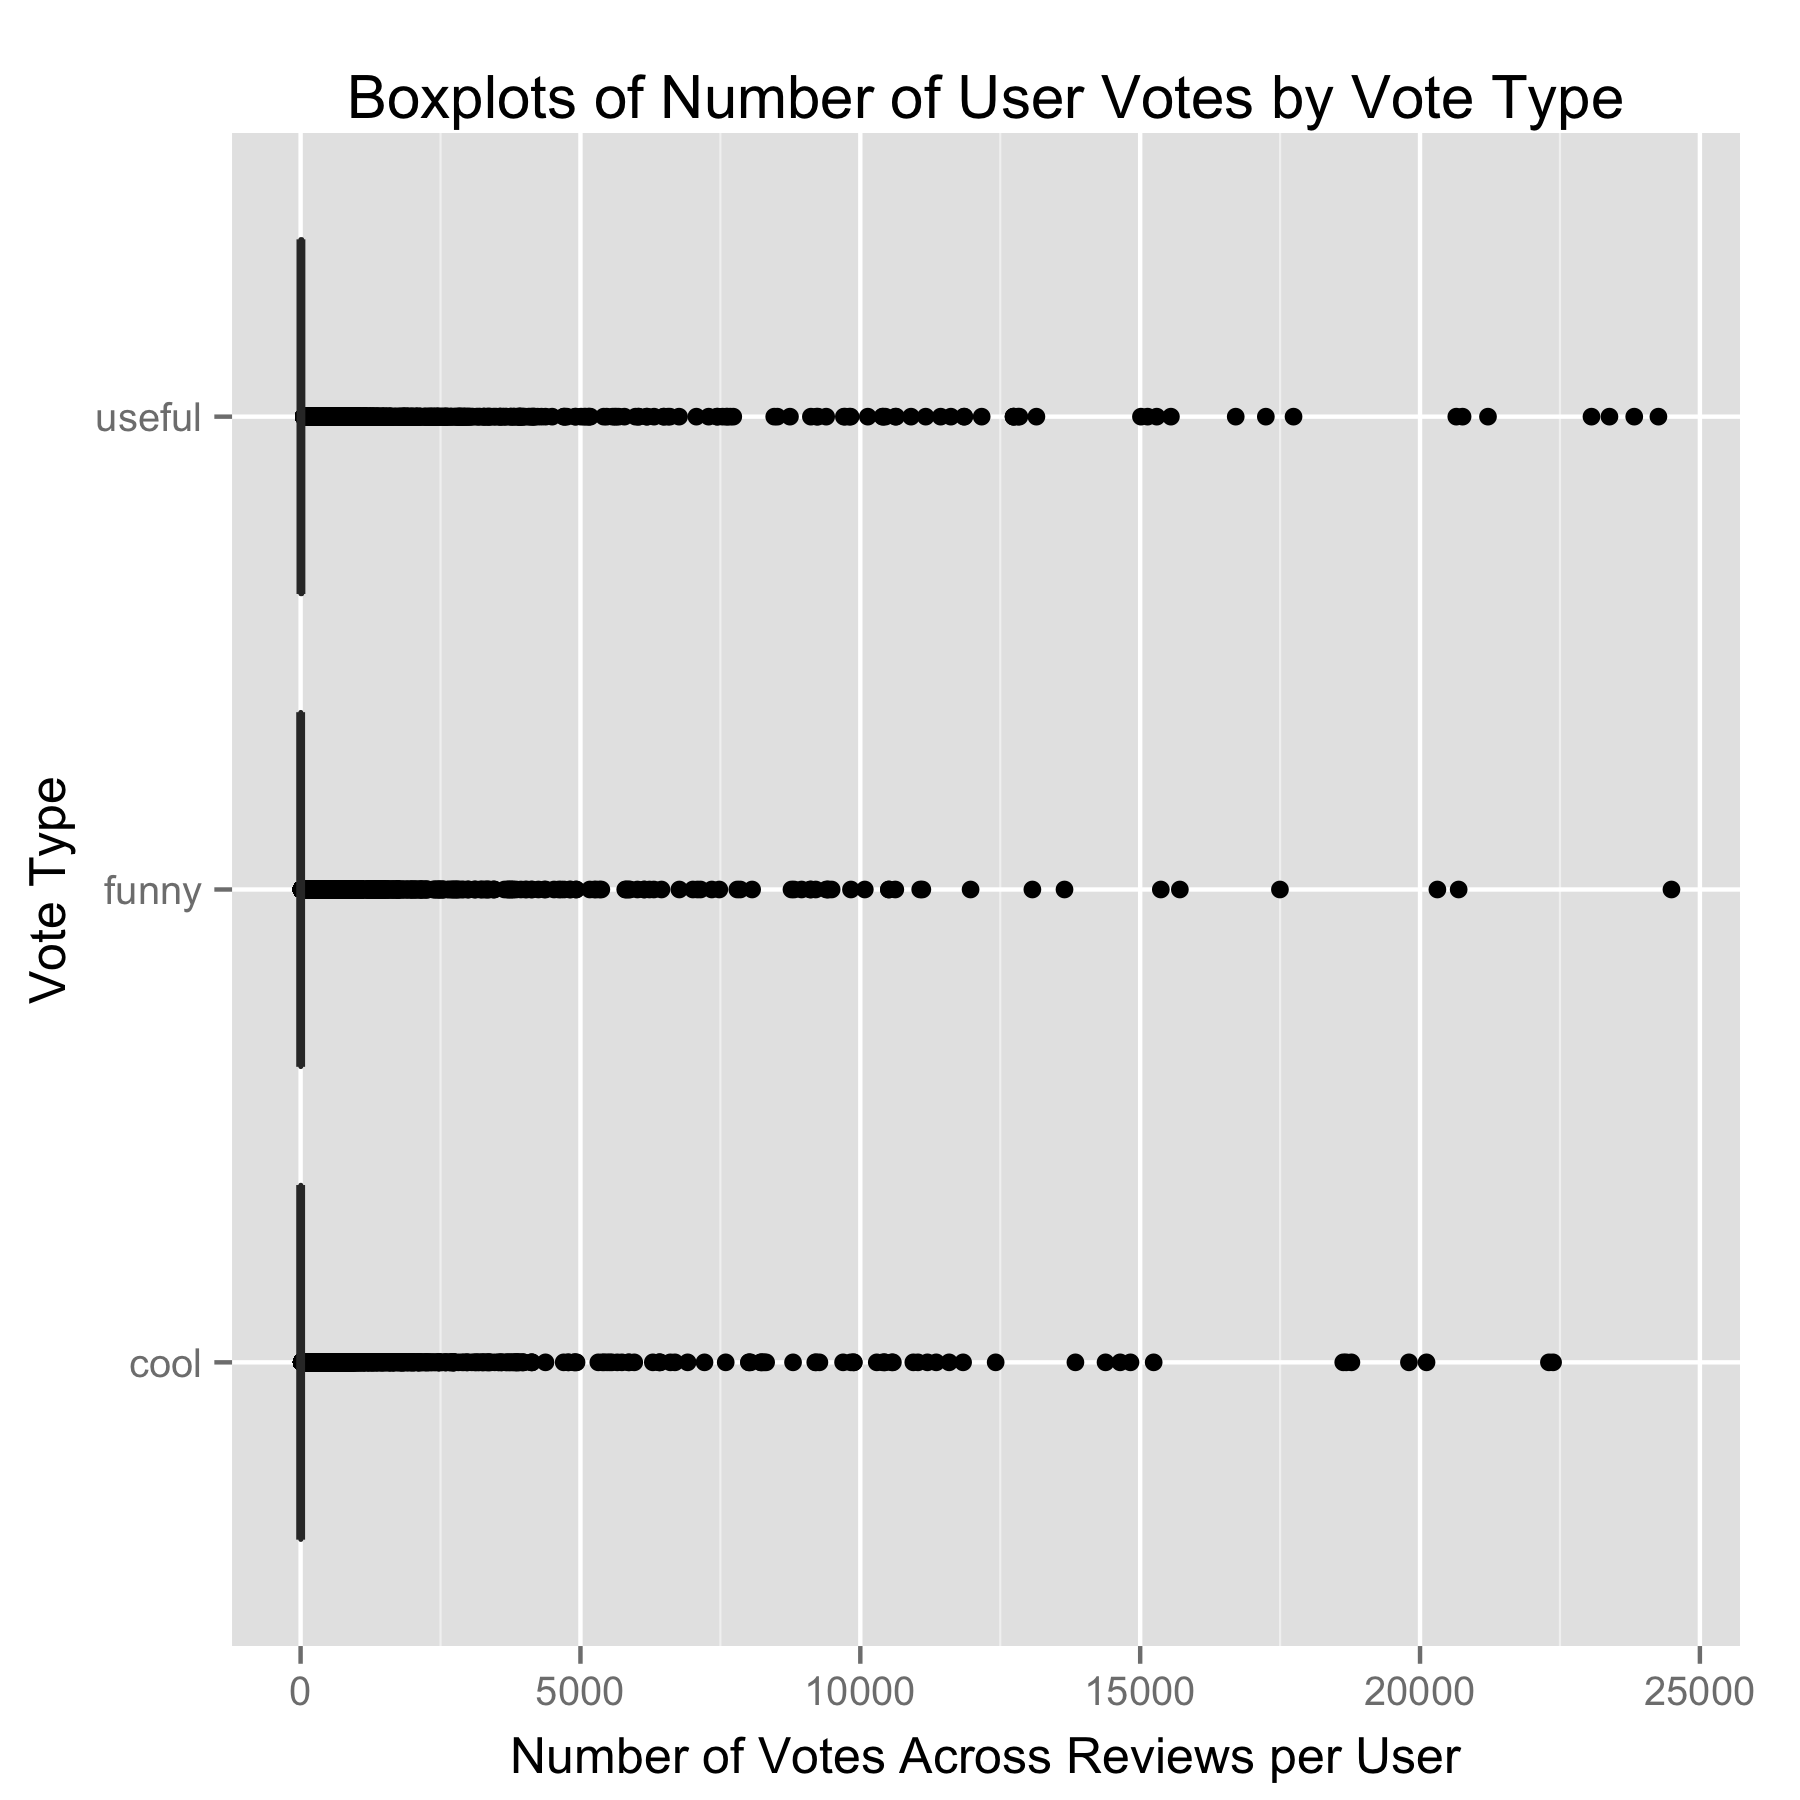 Boxplots of Number of User Votes by Vote Type
Vote Type
useful
funny
cool
0 5000 10000 15000 20000 25000
Number of Votes Across Reviews per User